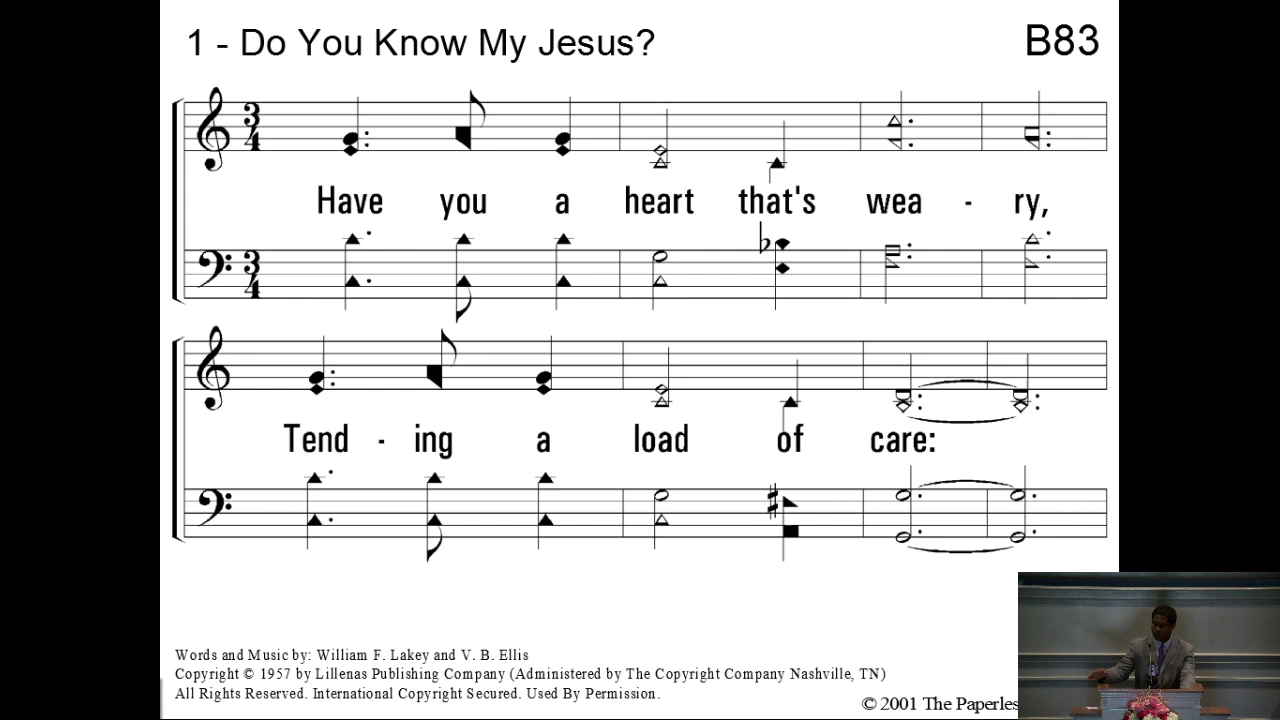 1 - Do You Know My Jesus?
B83
Have you a heart that's wea - ry,
Tend - ing a load of care:
Words and Music by: William F. Lakey and V. B. Ellis
Copyright © 1957 by Lillenas Publishing Company (Administered by The Copyright Company Nashville, TN)
All Rights Reserved. International Copyright Secured. Used By Permission.
© 2001 The Paperles